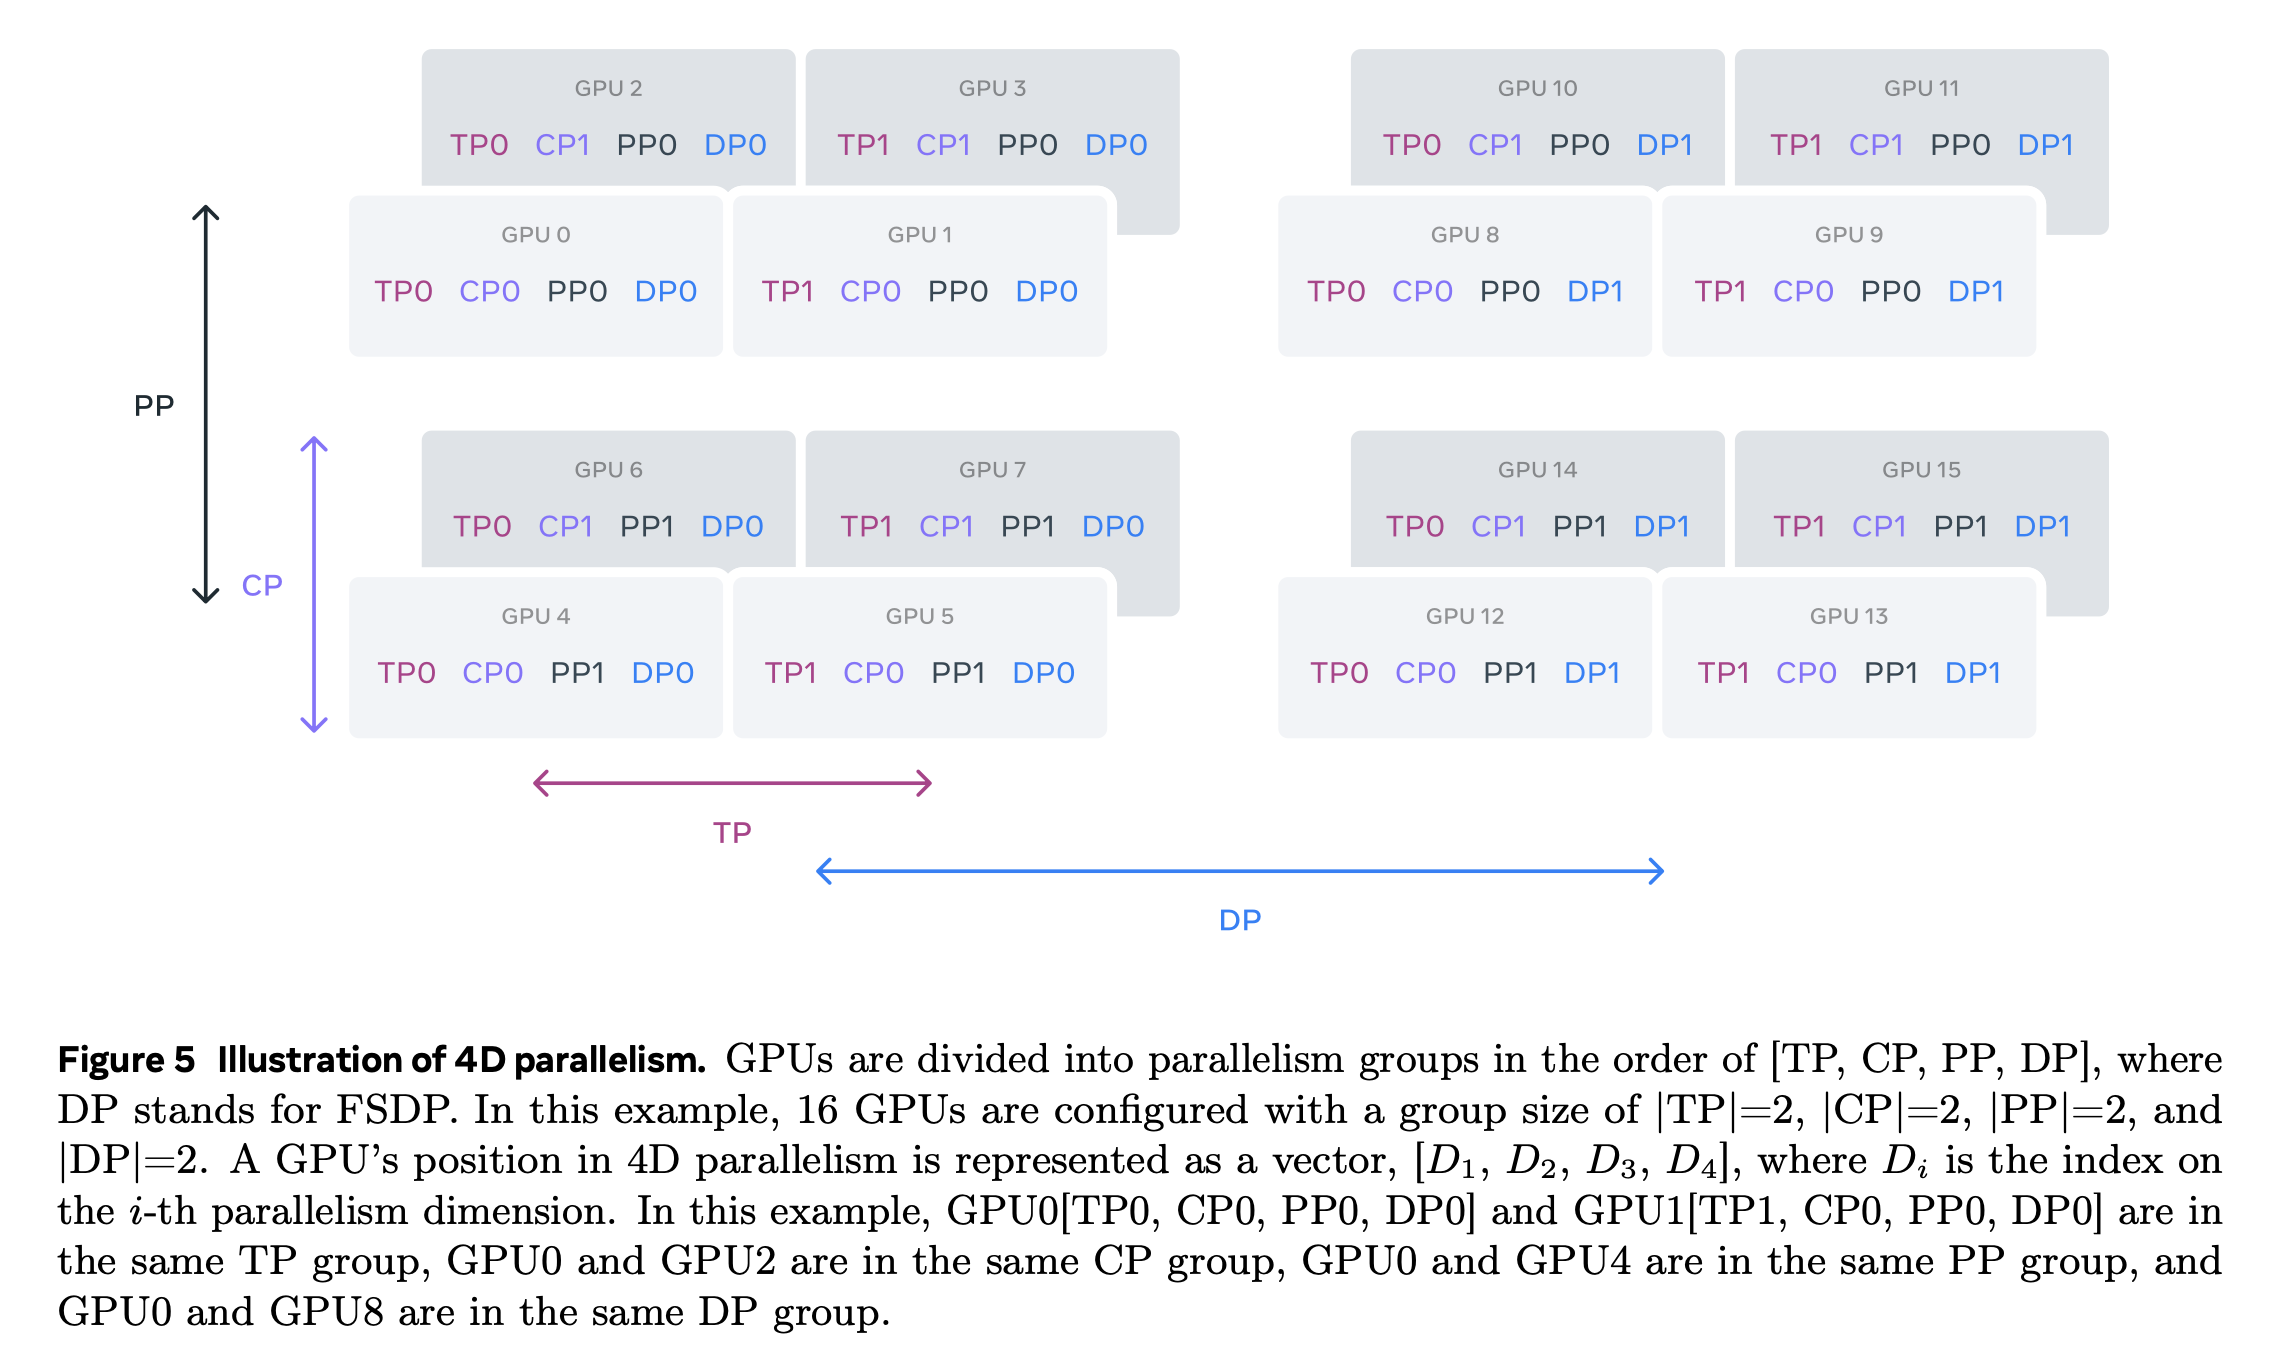 GPU 2 GPU 3 GPU 10 GPU 11
TP0 CP1 PP0 DP0 TP1 CP1 PP0 DP0 TP0 CP1 PP0 DP1 TP1 CP1 PP0 DP1
GPU 0 GPU 1 GPU 8 GPU 9
TP0 CP0 PP0 DP0 TP1 CP0 PP0 DP0 TP0 CP0 PP0 DP1 TP1 CP0 PP0 DP1
PP
GPU 6 GPU 7 GPU 14 GPU 15
TP0 CP1 PP1 DP0 TP1 CP1 PP1 DP0 TP0 CP1 PP1 DP1 TP1 CP1 PP1 DP1
CP
GPU 4 GPU 5 GPU 12 GPU 13
TP0 CP0 PP1 DP0 TP1 CP0 PP1 DP0 TP0 CP0 PP1 DP1 TP1 CP0 PP1 DP1
TP
DP
Figure 5 Illustration of 4D parallelism. GPUs are divided into parallelism groups in the order of [TP, CP, PP, DP], where
DP stands for FSDP. In this example, 16 GPUs are configured with a group size of |TP|=2, |CP|=2, |PP|=2, and
|DP|=2. A GPU’s position in 4D parallelism is represented as a vector, [D₁, D₂, D₃, D₄], where Dᵢ is the index on
the i-th parallelism dimension. In this example, GPU0[TP0, CP0, PP0, DP0] and GPU1[TP1, CP0, PP0, DP0] are in
the same TP group, GPU0 and GPU2 are in the same CP group, GPU0 and GPU4 are in the same PP group, and
GPU0 and GPU8 are in the same DP group.